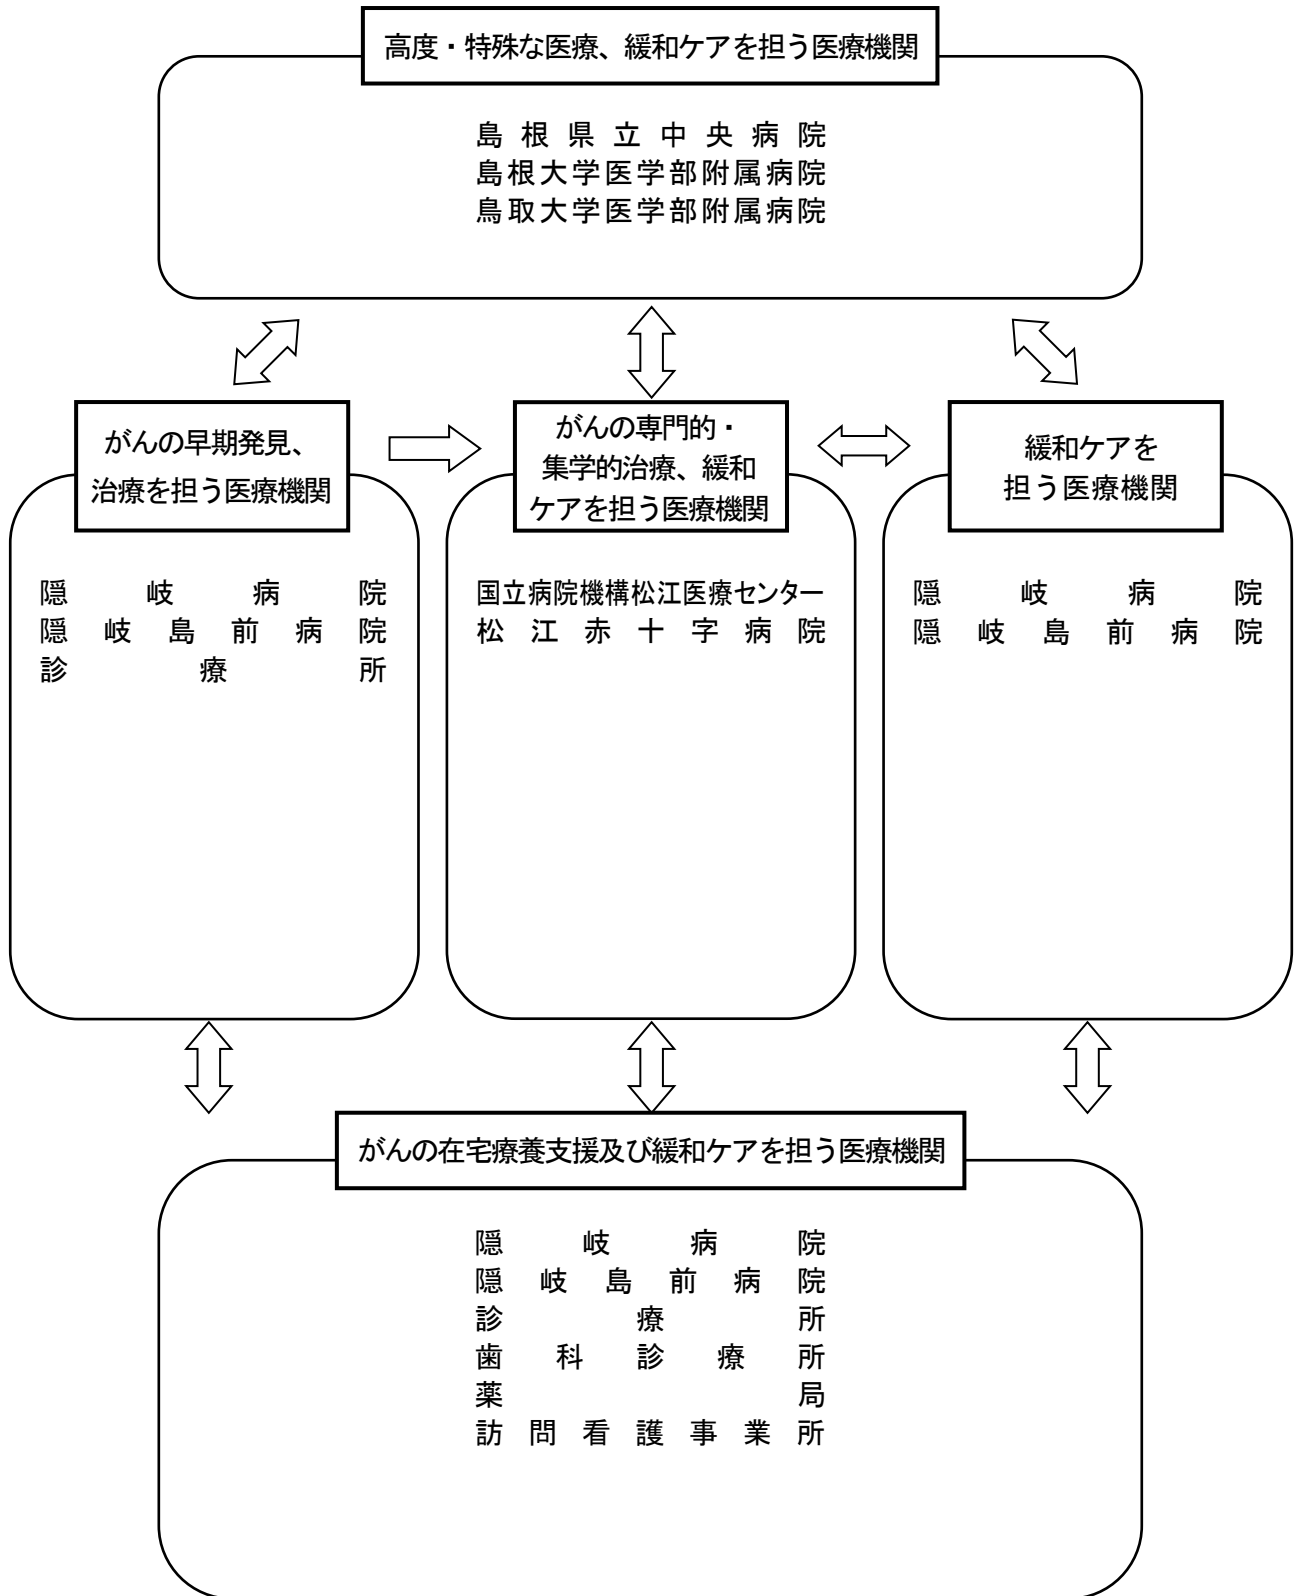 高度・特殊な医療、緩和ケアを担う医療機関
島根県立中央病院
島根大学医学部附属病院
鳥取大学医学部附属病院
がんの早期発見、
治療を担う医療機関
隠岐病院
隠岐島前病院
診療所
がんの専門的・
集学的治療、緩和
ケアを担う医療機関
国立病院機構松江医療センター
松江赤十字病院
緩和ケアを
担う医療機関
隠岐病院
隠岐島前病院
がんの在宅療養支援及び緩和ケアを担う医療機関
隠岐病院
隠岐島前病院
診療所
歯科診療所
薬局
訪問看護事業所